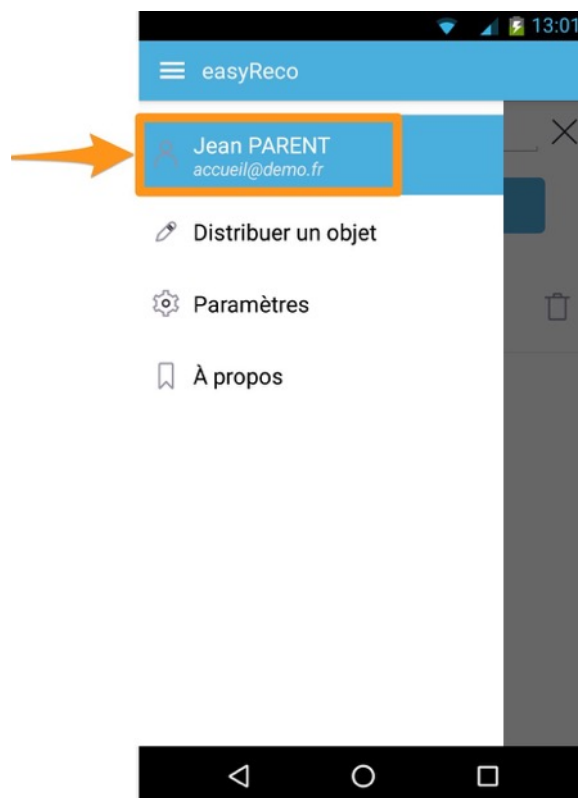 13:01
easyReco
Jean PARENT
accueil@demo.fr
Distribuer un objet
Paramètres
À propos